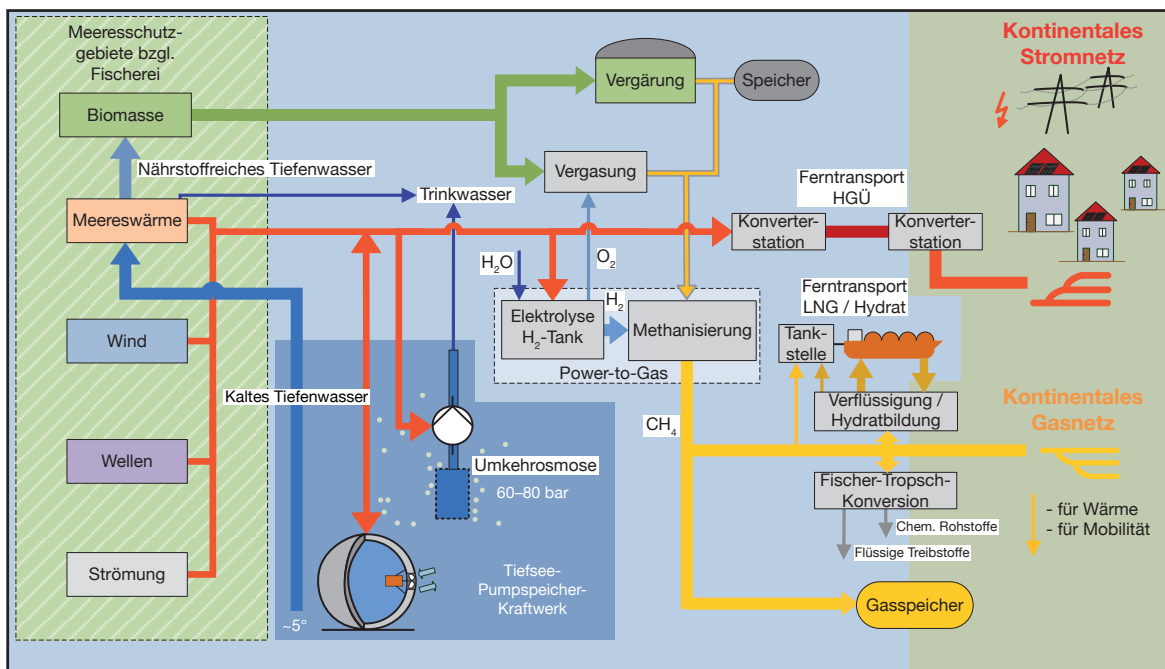 Meeresschutz-
gebiete bzgl.
Fischerei
Biomasse
Nährstoffreiches Tiefenwasser
Meereswärme
Wind
Kaltes Tiefenwasser
Wellen
Strömung
~5°
Vergärung
Speicher
Vergasung
Trinkwasser
H₂O
O₂
Elektrolyse
H₂-Tank
H₂
Methanisierung
Power-to-Gas
CH₄
Umkehrosmose
60–80 bar
Tiefsee-
Pumpspeicher-
Kraftwerk
Ferntransport
HGÜ
Konverter-
station
Konverter-
station
Ferntransport
LNG / Hydrat
Tank-
stelle
Verflüssigung /
Hydratbildung
Fischer-Tropsch-
Konversion
Chem. Rohstoffe
Flüssige Treibstoffe
Gasspeicher
Kontinentales
Stromnetz
Kontinentales
Gasnetz
- für Wärme
- für Mobilität